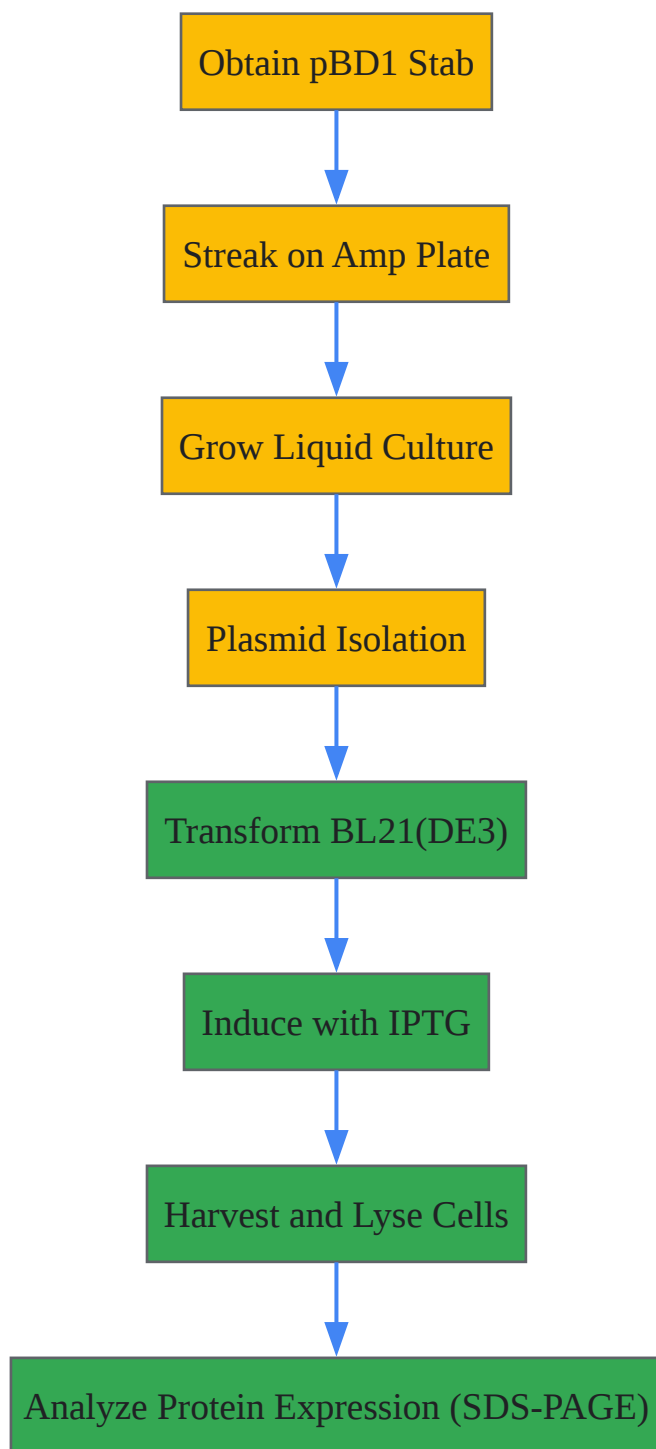 Obtain pBD1 Stab
Streak on Amp Plate
Grow Liquid Culture
Plasmid Isolation
Transform BL21(DE3)
Induce with IPTG
Harvest and Lyse Cells
Analyze Protein Expression (SDS-PAGE)